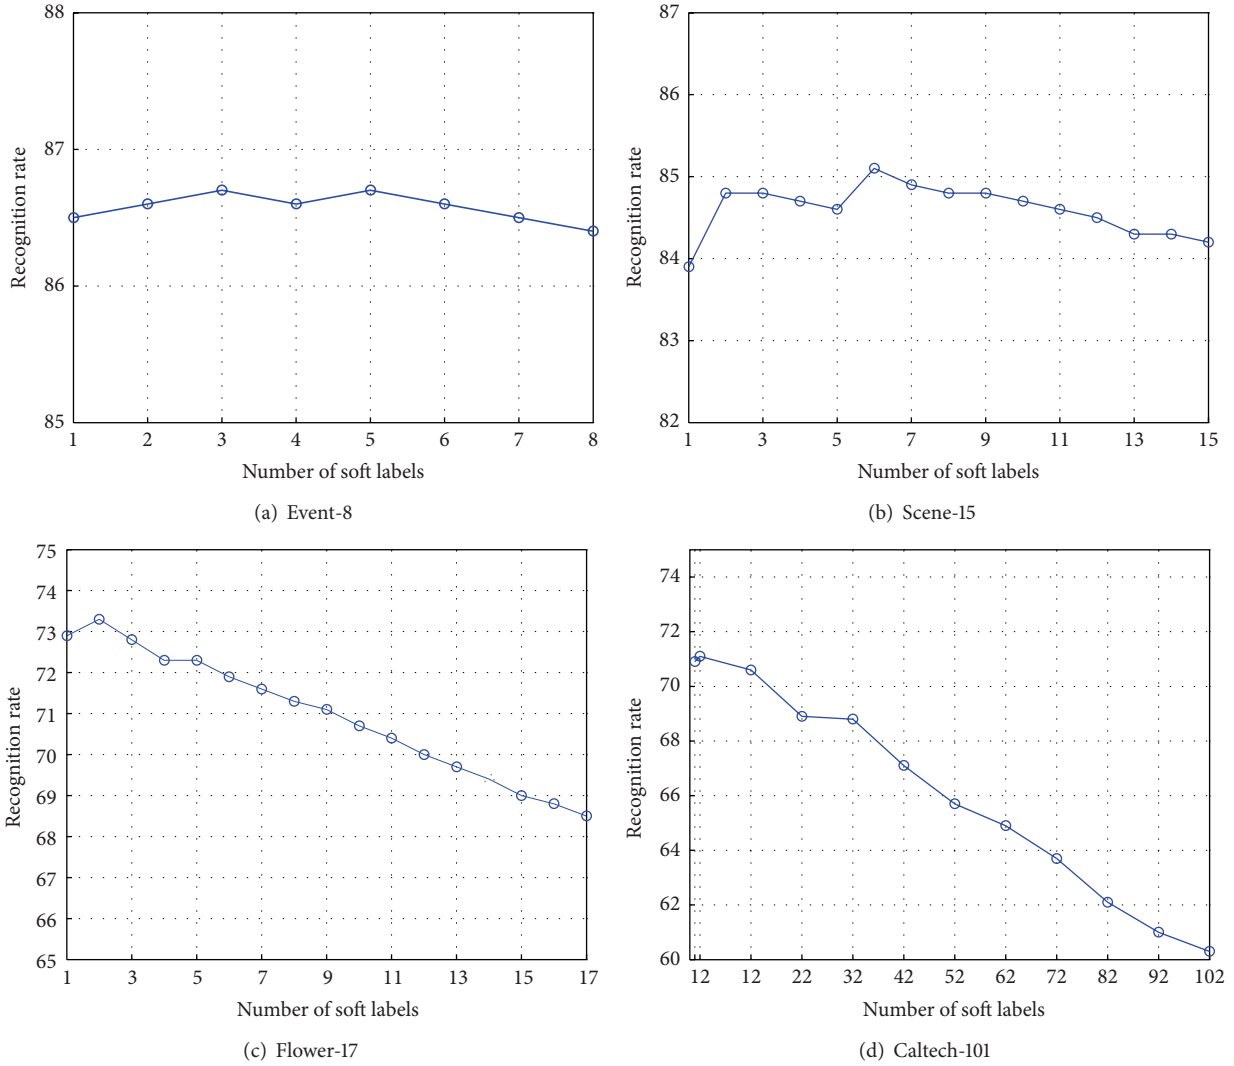 88
87
86
85
Recognition rate
1 2 3 4 5 6 7 8
Number of soft labels
(a) Event-8
87
86
85
84
83
82
Recognition rate
1 3 5 7 9 11 13 15
Number of soft labels
(b) Scene-15
75
74
73
72
71
70
69
68
67
66
65
Recognition rate
1 3 5 7 9 11 13 15 17
Number of soft labels
(c) Flower-17
74
72
70
68
66
64
62
60
Recognition rate
12 12 22 32 42 52 62 72 82 92 102
Number of soft labels
(d) Caltech-101